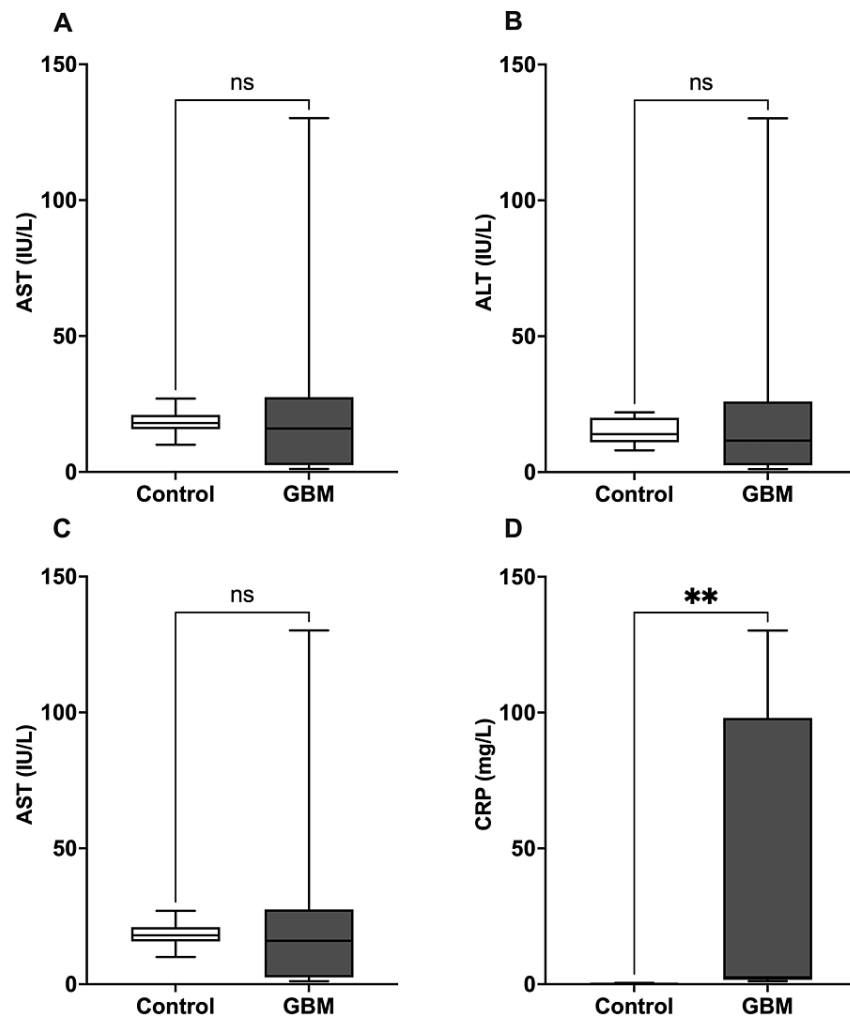 A
150
100
50
0
AST (IU/L)
ns
Control
GBM
B
150
100
50
0
ALT (IU/L)
ns
Control
GBM
C
150
100
50
0
AST (IU/L)
ns
Control
GBM
D
150
100
50
0
CRP (mg/L)
**
Control
GBM